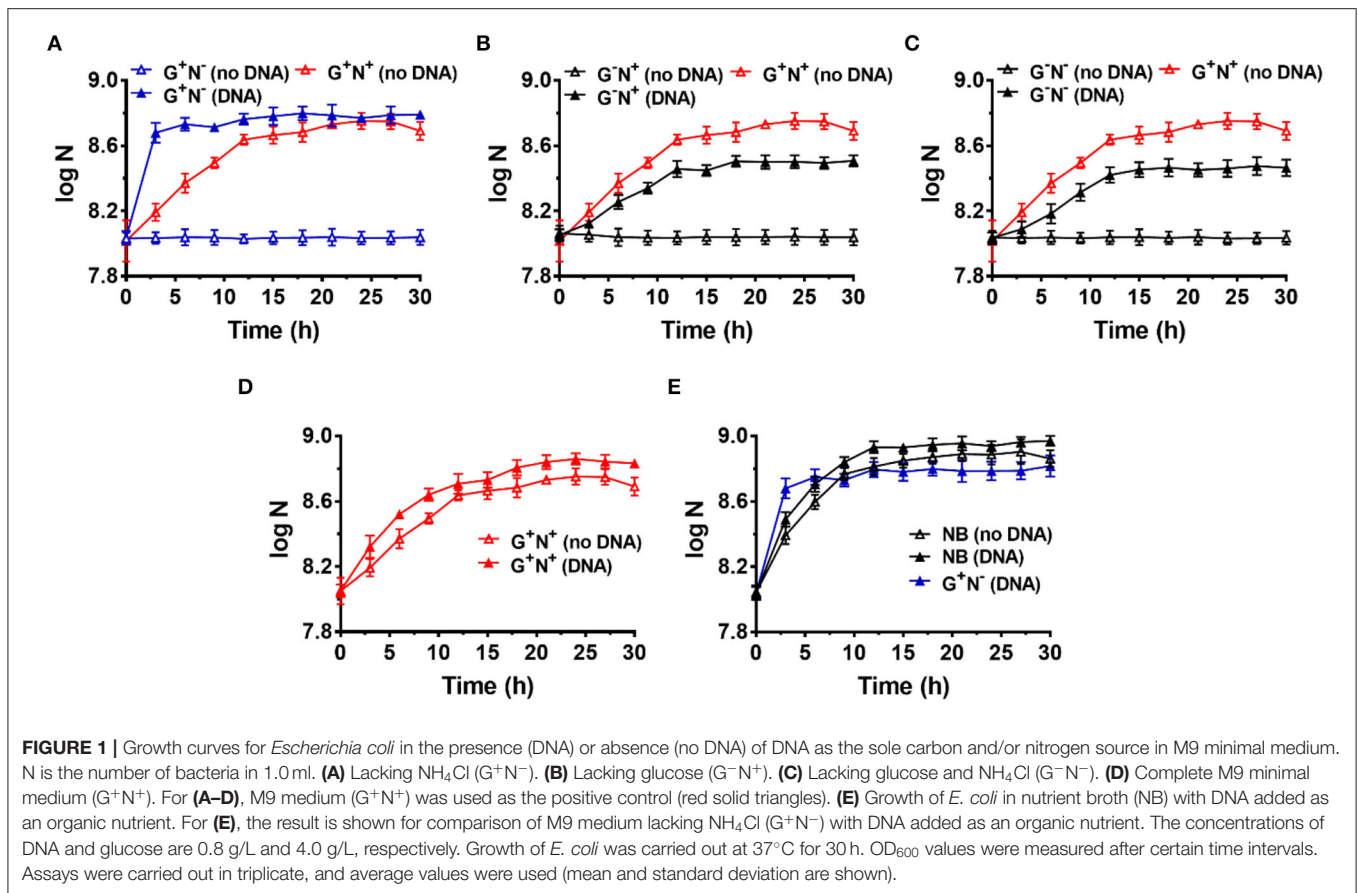 A
G⁺N⁻ (no DNA) G⁺N⁺ (no DNA)
G⁺N⁻ (DNA)
9.0
8.6
8.2
7.8
log N
0 5 10 15 20 25 30
Time (h)
B
G⁻N⁺ (no DNA) G⁺N⁺ (no DNA)
G⁻N⁺ (DNA)
9.0
8.6
8.2
7.8
log N
0 5 10 15 20 25 30
Time (h)
C
G⁻N⁻ (no DNA) G⁺N⁺ (no DNA)
G⁻N⁻ (DNA)
9.0
8.6
8.2
7.8
log N
0 5 10 15 20 25 30
Time (h)
D
9.0
8.6
8.2
7.8
log N
G⁺N⁺ (no DNA)
G⁺N⁺ (DNA)
0 5 10 15 20 25 30
Time (h)
E
9.0
8.6
8.2
7.8
log N
NB (no DNA)
NB (DNA)
G⁺N⁻ (DNA)
0 5 10 15 20 25 30
Time (h)
FIGURE 1 | Growth curves for Escherichia coli in the presence (DNA) or absence (no DNA) of DNA as the sole carbon and/or nitrogen source in M9 minimal medium.
N is the number of bacteria in 1.0 ml. (A) Lacking NH₄Cl (G⁺N⁻). (B) Lacking glucose (G⁻N⁺). (C) Lacking glucose and NH₄Cl (G⁻N⁻). (D) Complete M9 minimal
medium (G⁺N⁺). For (A–D), M9 medium (G⁺N⁺) was used as the positive control (red solid triangles). (E) Growth of E. coli in nutrient broth (NB) with DNA added as
an organic nutrient. For (E), the result is shown for comparison of M9 medium lacking NH₄Cl (G⁺N⁻) with DNA added as an organic nutrient. The concentrations of
DNA and glucose are 0.8 g/L and 4.0 g/L, respectively. Growth of E. coli was carried out at 37°C for 30 h. OD₆₀₀ values were measured after certain time intervals.
Assays were carried out in triplicate, and average values were used (mean and standard deviation are shown).